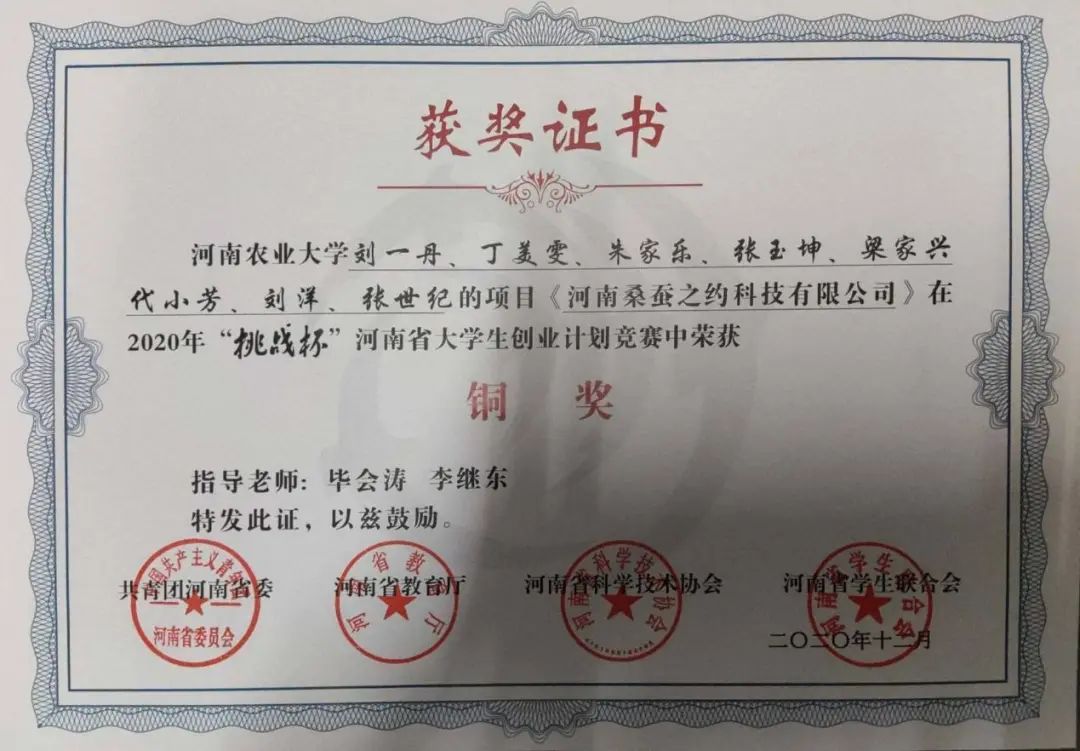 获奖证书
河南农业大学刘一丹、丁美雯、朱家乐、张玉坤、梁家兴
代小芳、刘洋、张世纪的项目《河南桑蚕之约科技有限公司》在
2020年“挑战杯”河南省大学生创业计划竞赛中荣获
铜 奖
指导老师：毕会涛 李继东
特发此证，以兹鼓励。
共青团河南省委 河南省教育厅 河南省科学技术协会 河南省学生联合会
河南省委员会
二〇二〇年十二月